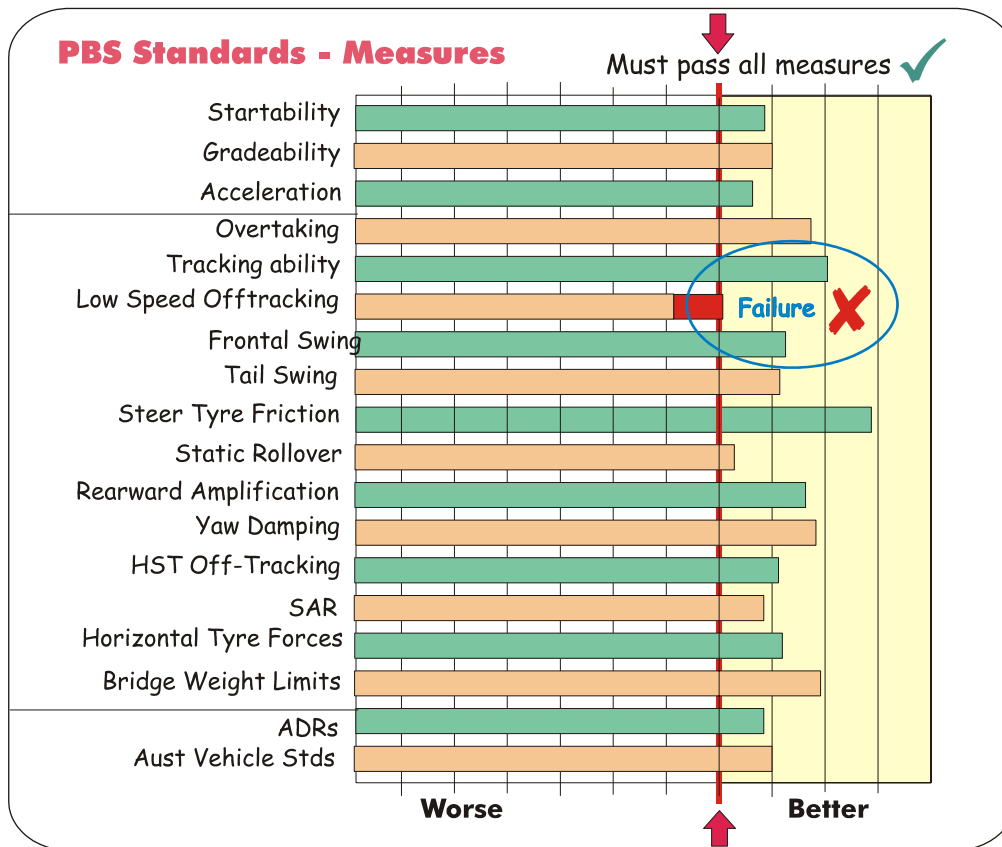 PBS Standards - Measures
Must pass all measures
Startability
Gradeability
Acceleration
Overtaking
Tracking ability
Low Speed Offtracking
Failure
Frontal Swing
Tail Swing
Steer Tyre Friction
Static Rollover
Rearward Amplification
Yaw Damping
HST Off-Tracking
SAR
Horizontal Tyre Forces
Bridge Weight Limits
ADRs
Aust Vehicle Stds
Worse
Better